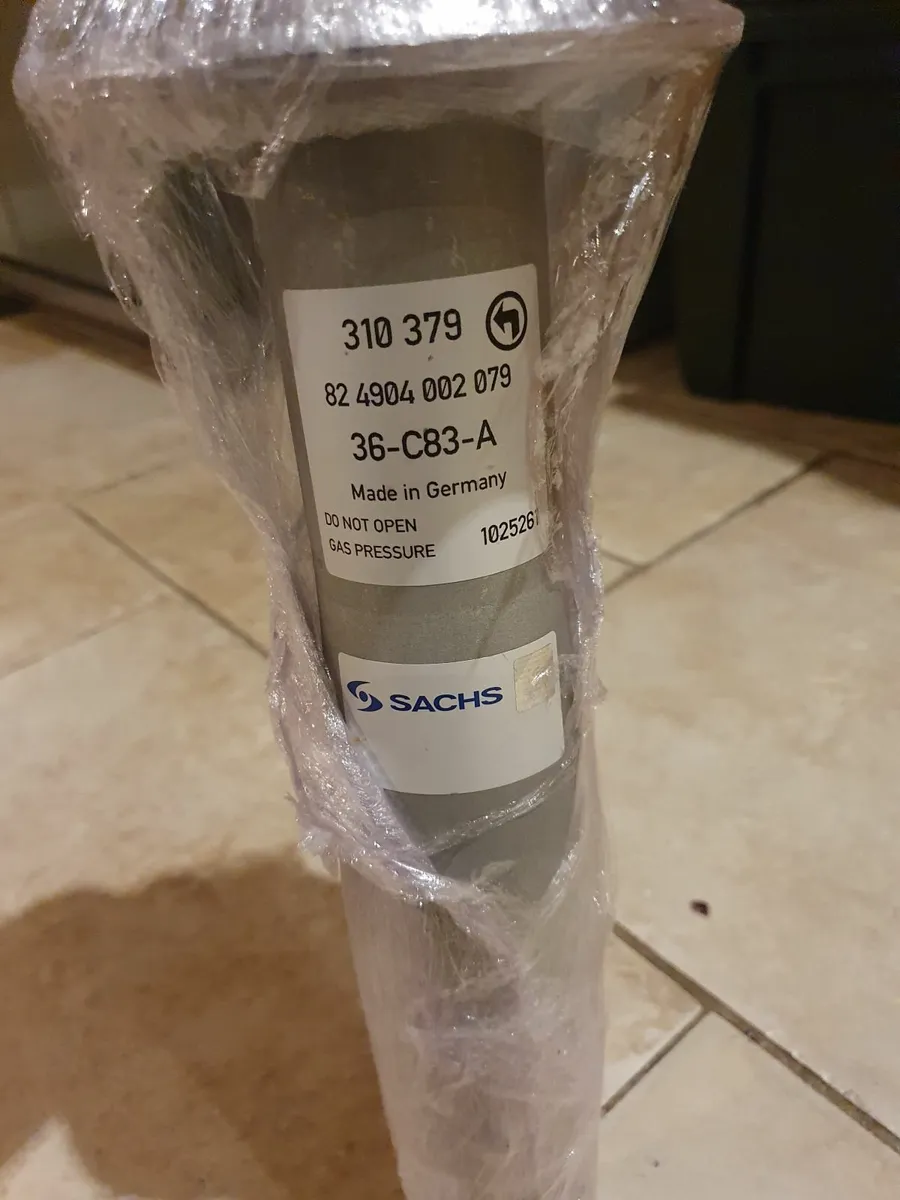 310 379
82 4904 002 079
36-C83-A
Made in Germany
DO NOT OPEN
GAS PRESSURE
1025261
SACHS